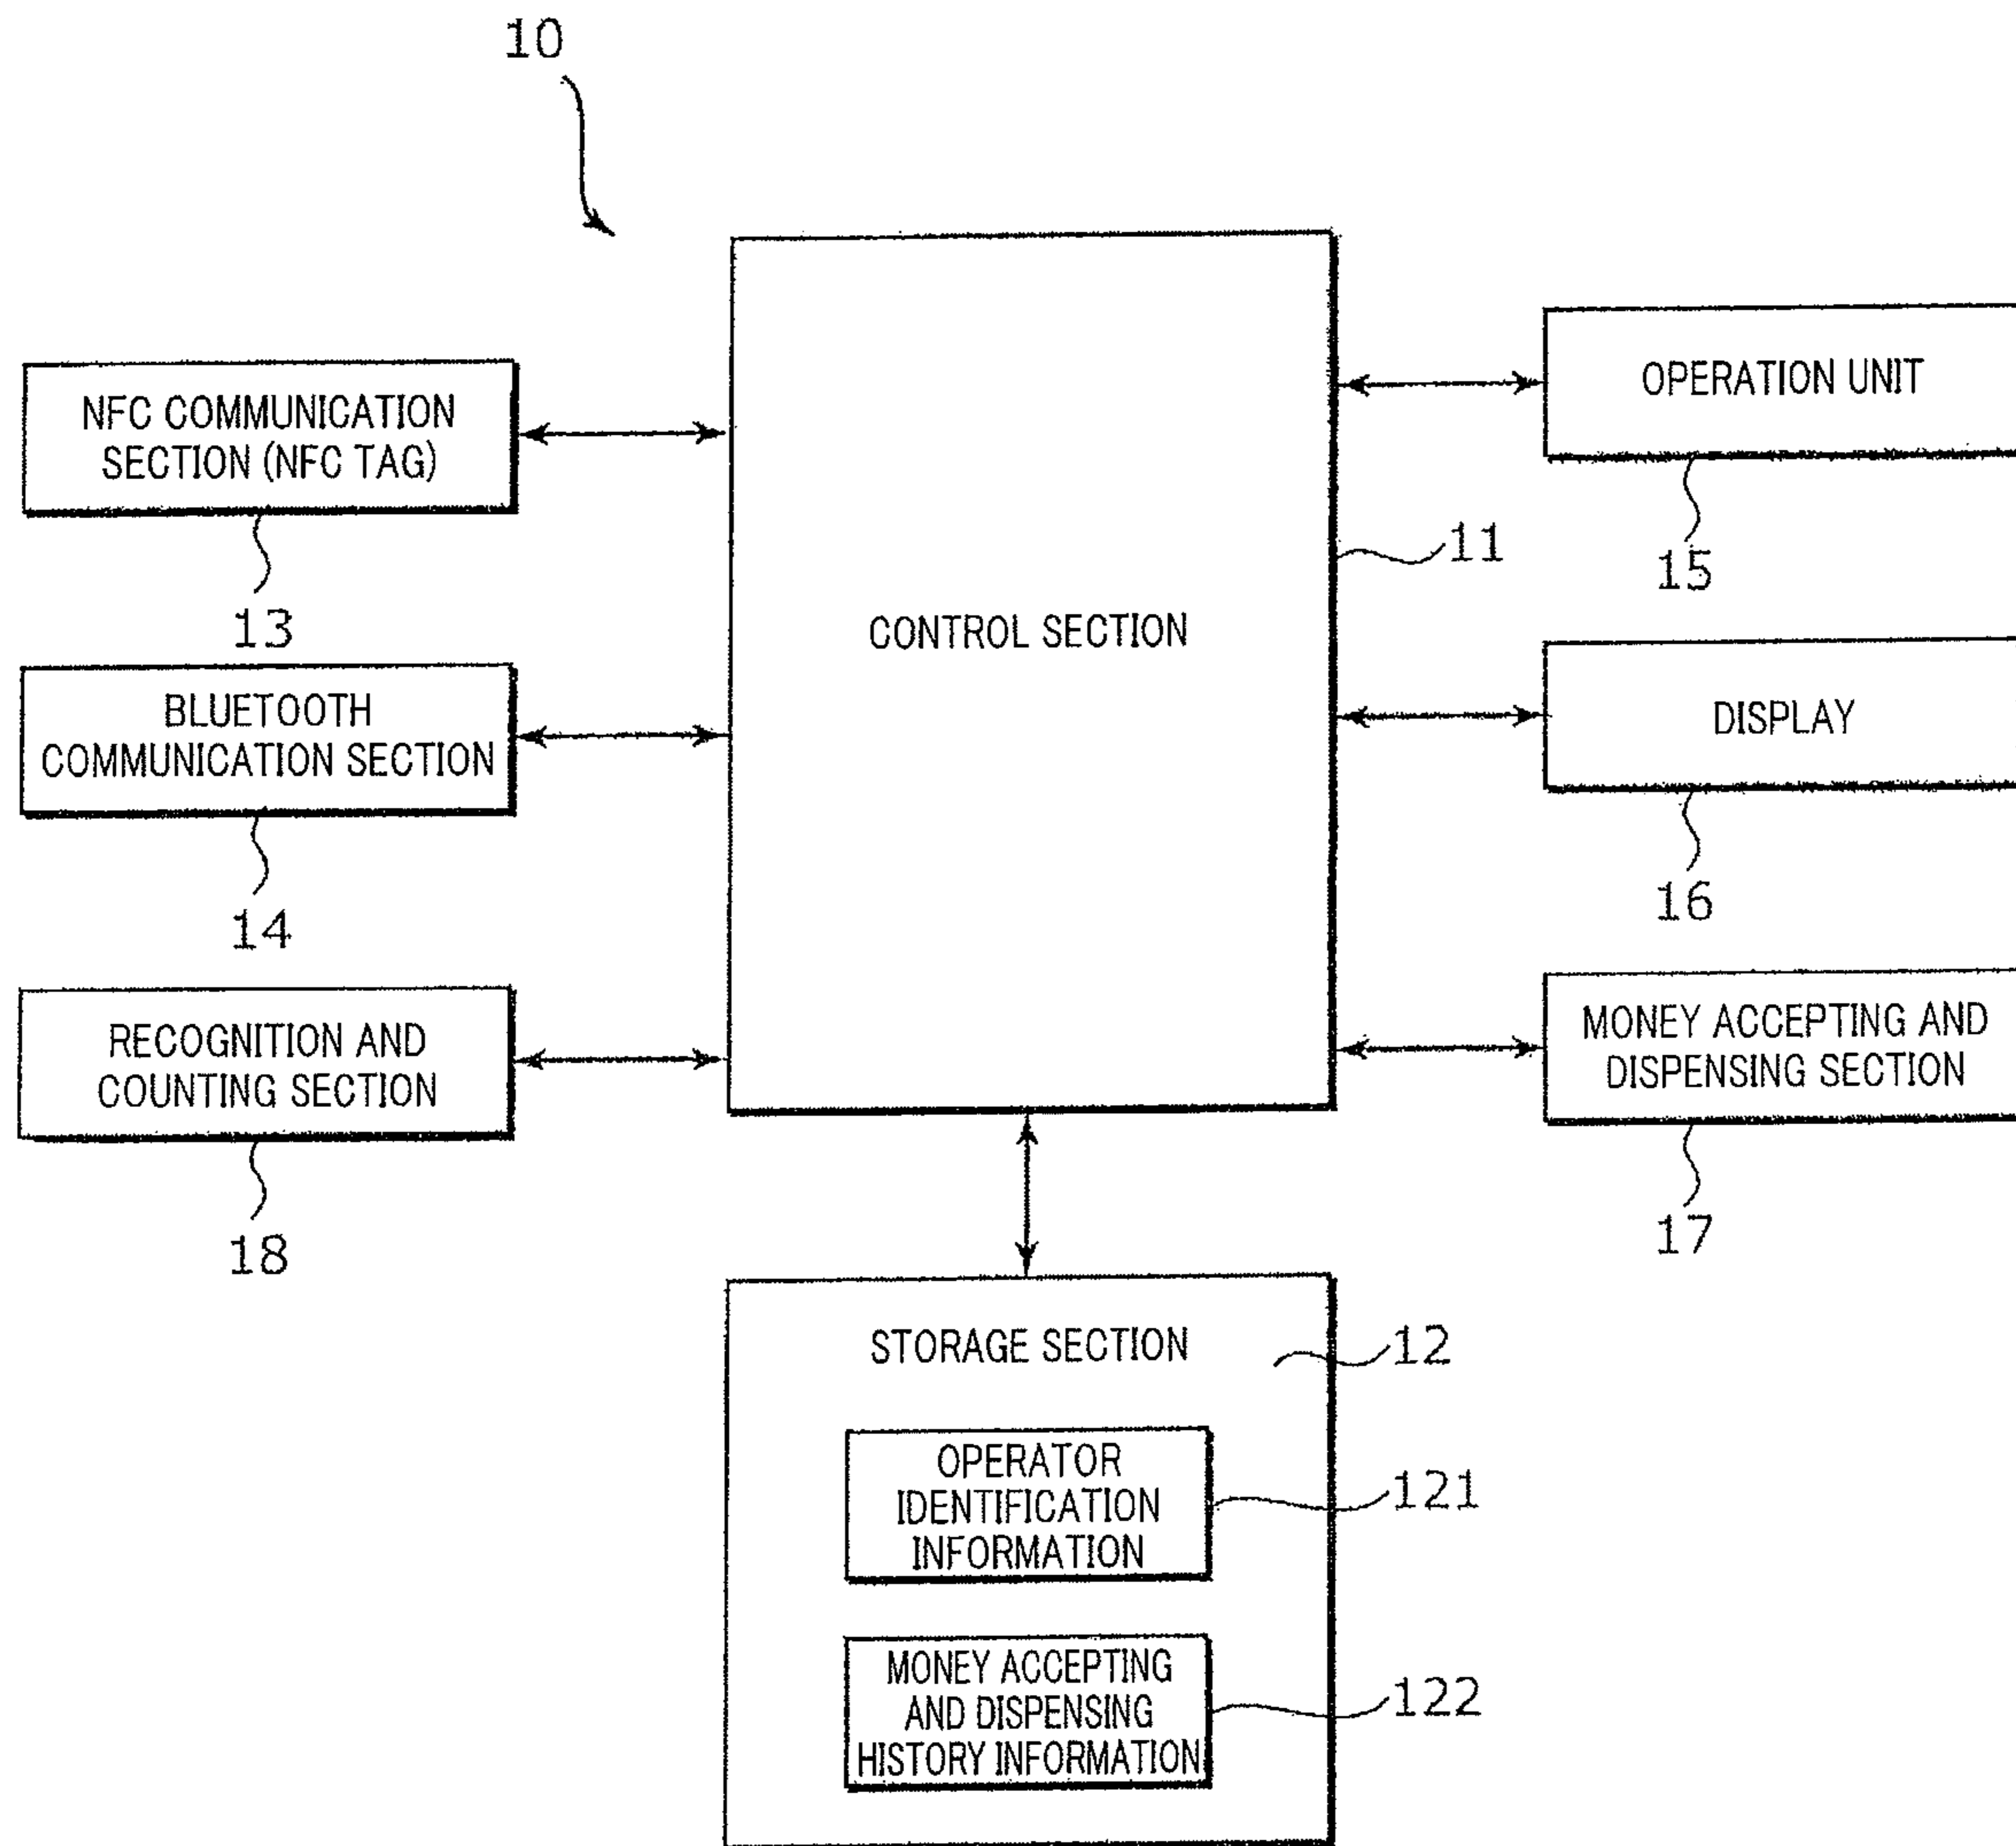 10
NFC COMMUNICATION
SECTION (NFC TAG)
13
BLUETOOTH
COMMUNICATION SECTION
14
RECOGNITION AND
COUNTING SECTION
18
CONTROL SECTION
11
OPERATION UNIT
15
DISPLAY
16
MONEY ACCEPTING AND
DISPENSING SECTION
17
STORAGE SECTION
12
OPERATOR
IDENTIFICATION
INFORMATION
121
MONEY ACCEPTING
AND DISPENSING
HISTORY INFORMATION
122